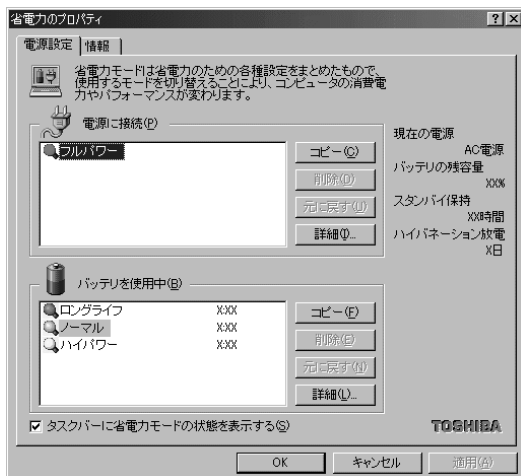 省電力のプロパティ
電源設定 情報
省電力モードは省電力のための各種設定をまとめたもので、
使用するモードを切り替えることにより、コンピュータの消費電
力やパフォーマンスが変わります。
電源に接続(P)
フルパワー
コピー(C)
削除(D)
元に戻す(U)
詳細(I)...
現在の電源
AC電源
バッテリの残容量
XX%
スタンバイ保持
XX時間
ハイバネーション放電
X日
バッテリを使用中(B)
ロングライフ X:XX
ノーマル X:XX
ハイパワー X:XX
コピー(F)
削除(E)
元に戻す(N)
詳細(L)...
タスクバーに省電力モードの状態を表示する(S)
TOSHIBA
OK キャンセル 適用(A)